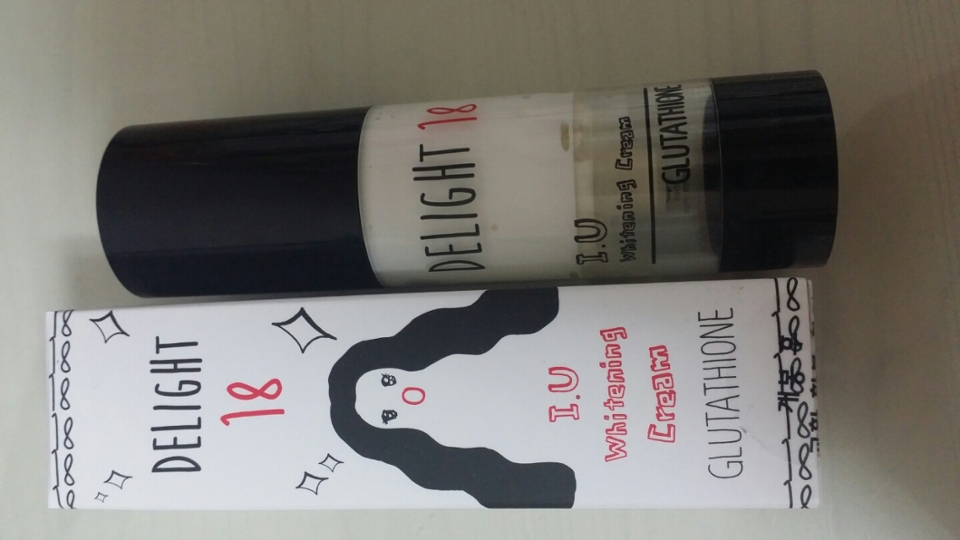 DELIGHT
18
I.U
Whitening
Cream
GLUTATHIONE
DELIGHT 18
I.U
Whitening Cream
GLUTATHIONE